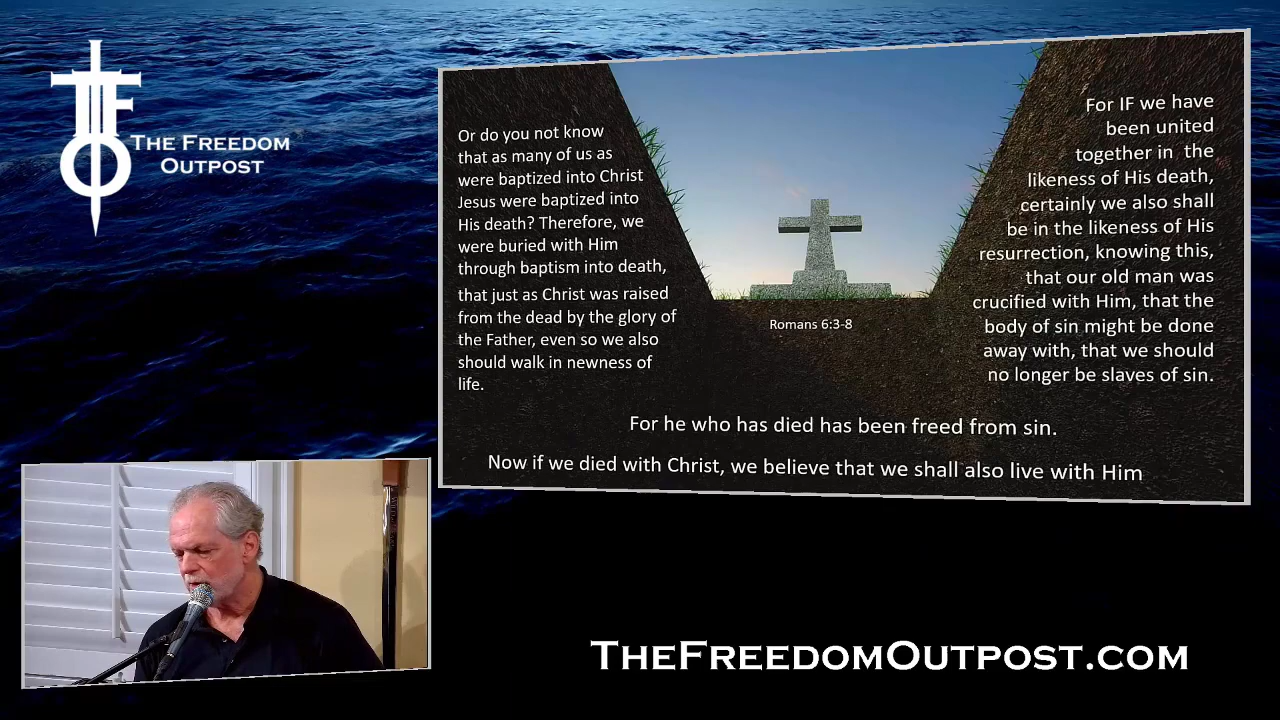 THE FREEDOM
OUTPOST
Or do you not know
that as many of us as
were baptized into Christ
Jesus were baptized into
His death? Therefore, we
were buried with Him
through baptism into death,
that just as Christ was raised
from the dead by the glory of
the Father, even so we also
should walk in newness of
life.
For IF we have
been united
together in the
likeness of His death,
certainly we also shall
be in the likeness of His
resurrection, knowing this,
that our old man was
crucified with Him, that the
body of sin might be done
away with, that we should
no longer be slaves of sin.
Romans 6:3-8
For he who has died has been freed from sin.
Now if we died with Christ, we believe that we shall also live with Him
THEFREEDOMOUTPOST.COM